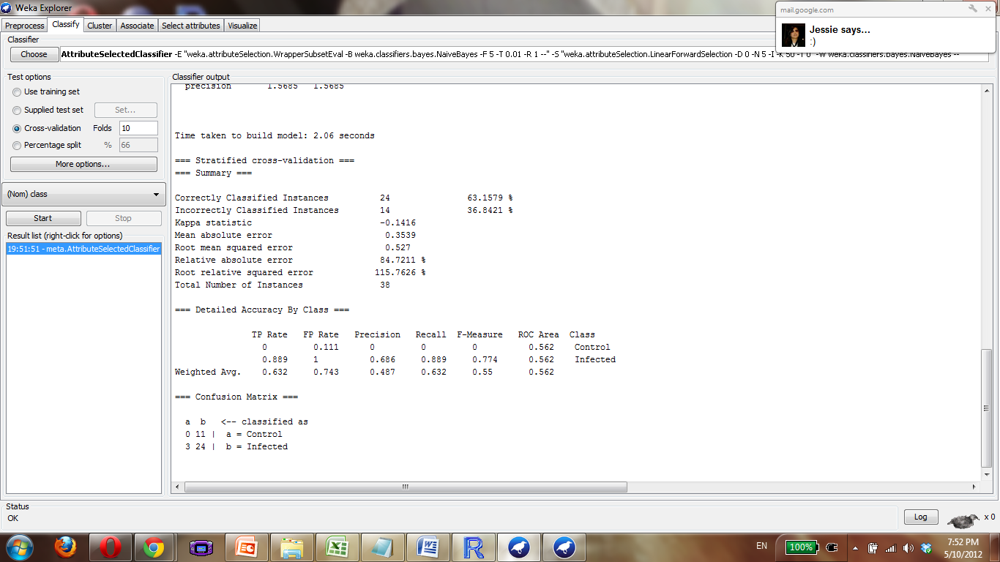 Weka Explorer
mail.google.com
Jessie says...
:)
Preprocess Classify Cluster Associate Select attributes Visualize
Classifier
Choose AttributeSelectedClassifier -E "weka.attributeSelection.WrapperSubsetEval -B weka.classifiers.bayes.NaiveBayes -F 5 -T 0.01 -R 1 --" -S "weka.attributeSelection.LinearForwardSelection -D 0 -N 5 -I -K 50 -T 0" -W weka.classifiers.bayes.NaiveBayes --
Test options
Use training set
Supplied test set Set...
Cross-validation Folds 10
Percentage split % 66
More options...
(Nom) class
Start Stop
Result list (right-click for options)
19:51:51 - meta.AttributeSelectedClassifier
Classifier output
precision 1.5685 1.5685
Time taken to build model: 2.06 seconds
=== Stratified cross-validation ===
=== Summary ===
Correctly Classified Instances 24 63.1579 %
Incorrectly Classified Instances 14 36.8421 %
Kappa statistic -0.1416
Mean absolute error 0.3539
Root mean squared error 0.527
Relative absolute error 84.7211 %
Root relative squared error 115.7626 %
Total Number of Instances 38
=== Detailed Accuracy By Class ===
TP Rate FP Rate Precision Recall F-Measure ROC Area Class
0 0.111 0 0 0 0.562 Control
0.889 1 0.686 0.889 0.774 0.562 Infected
Weighted Avg. 0.632 0.743 0.487 0.632 0.55 0.562
=== Confusion Matrix ===
a b <-- classified as
0 11 | a = Control
3 24 | b = Infected
Status
OK
Log
x 0
EN
100%
7:52 PM
5/10/2012